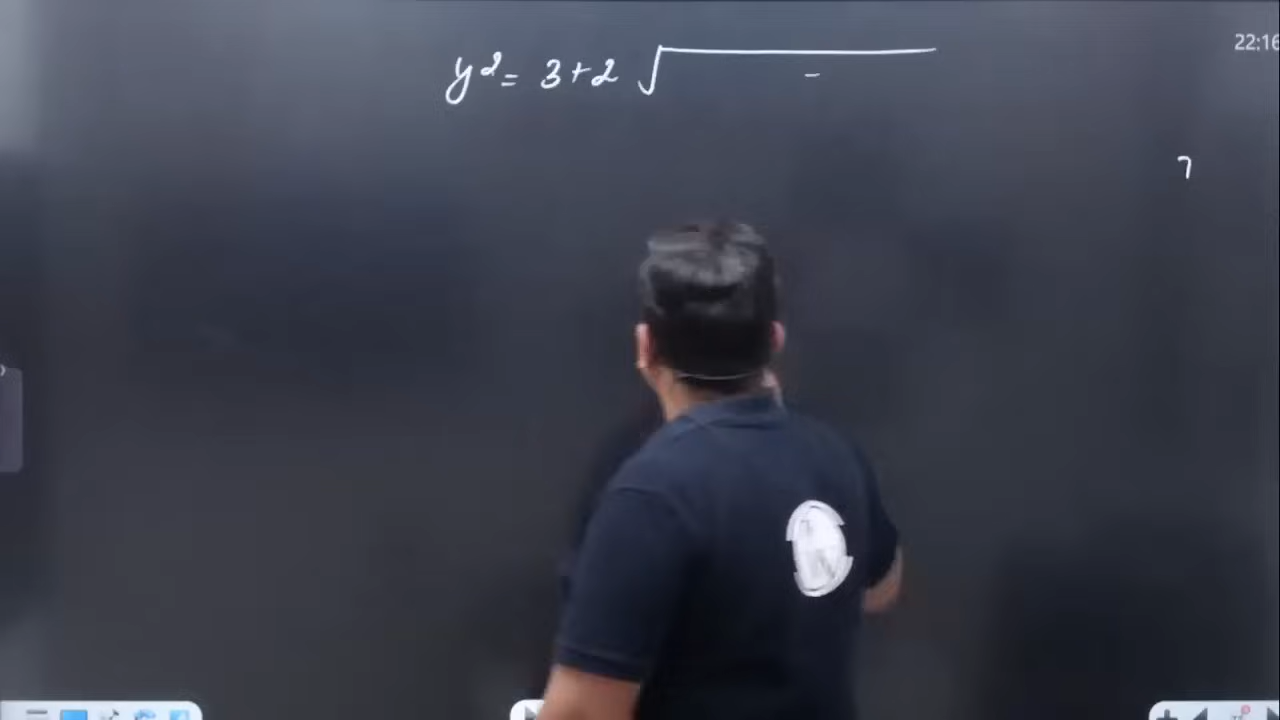 y² = 3+2 √ -
22:16
7